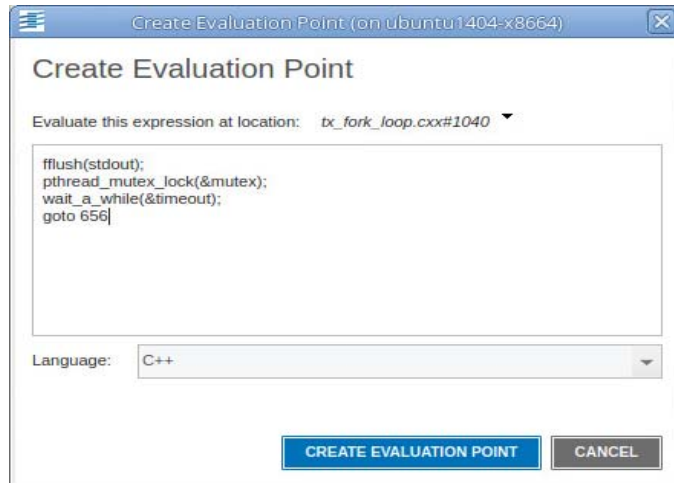 Create Evaluation Point (on ubuntu1404-x8664)
Create Evaluation Point
Evaluate this expression at location: tx_fork_loop.cxx#1040
fflush(stdout);
pthread_mutex_lock(&mutex);
wait_a_while(&timeout);
goto 656
Language: C++
CREATE EVALUATION POINT CANCEL